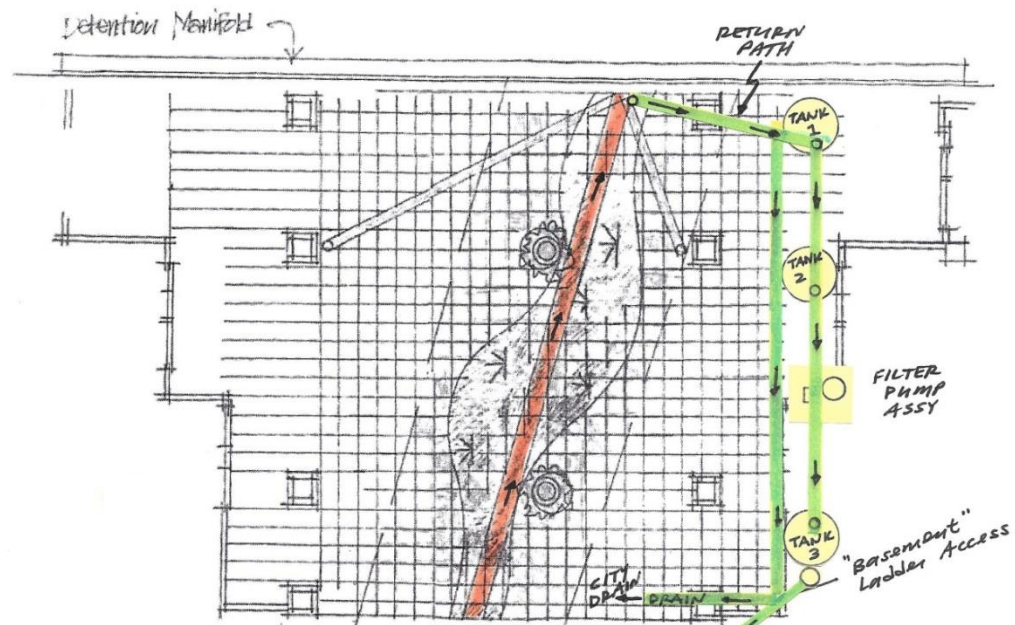 Detention Manifold
RETURN
PATH
TANK
1
TANK
2
FILTER
PUMP
ASSY
TANK
3
"Basement"
Ladder Access
CITY
DRAIN
DRAIN